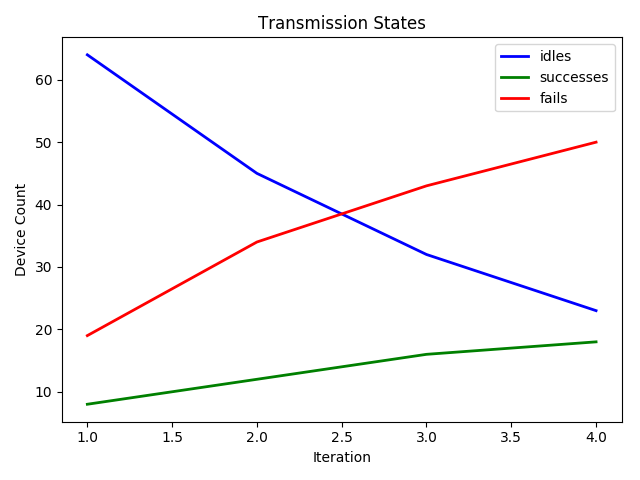 Transmission States
idles
successes
fails
Device Count
60
50
40
30
20
10
1.0 1.5 2.0 2.5 3.0 3.5 4.0
Iteration